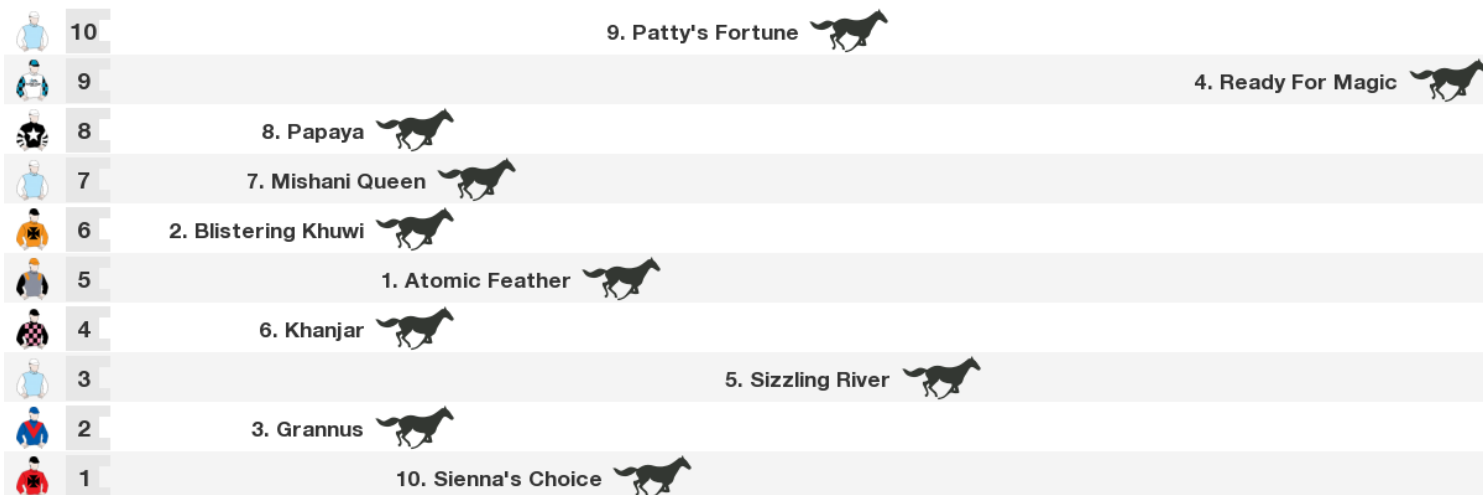 10 9. Patty's Fortune
9 4. Ready For Magic
8 8. Papaya
7 7. Mishani Queen
6 2. Blistering Khuwi
5 1. Atomic Feather
4 6. Khanjar
3 5. Sizzling River
2 3. Grannus
1 10. Sienna's Choice